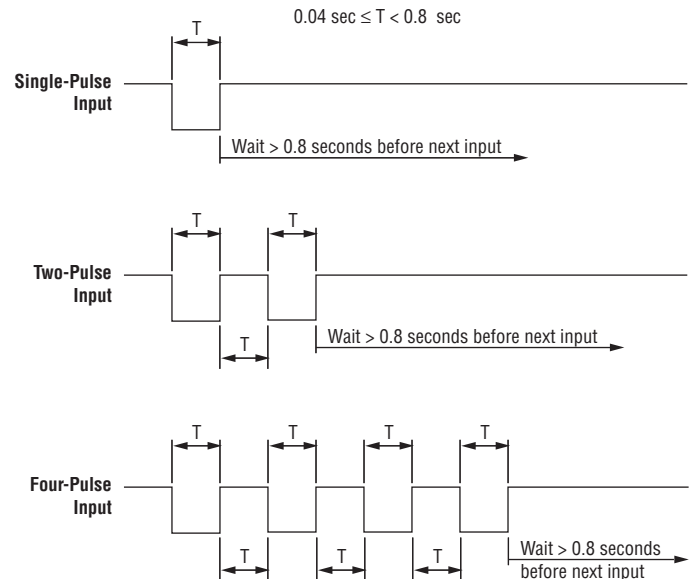 0.04 sec ≤ T < 0.8 sec
T
Single-Pulse
Input
Wait > 0.8 seconds before next input
T T
Two-Pulse
Input
Wait > 0.8 seconds before next input
T
T T T T
Four-Pulse
Input
T T T
Wait > 0.8 seconds
before next input